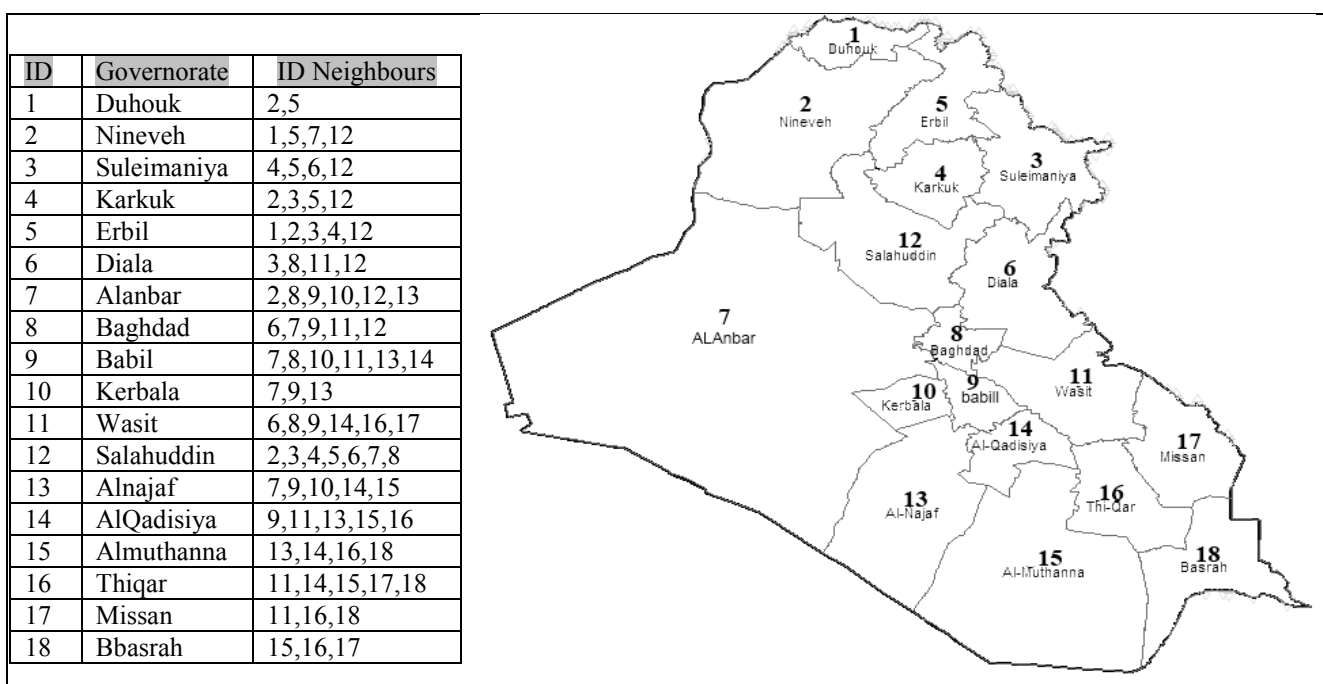 ID Governorate ID Neighbours
1 Duhouk 2,5
2 Nineveh 1,5,7,12
3 Suleimaniya 4,5,6,12
4 Karkuk 2,3,5,12
5 Erbil 1,2,3,4,12
6 Diala 3,8,11,12
7 Alanbar 2,8,9,10,12,13
8 Baghdad 6,7,9,11,12
9 Babil 7,8,10,11,13,14
10 Kerbala 7,9,13
11 Wasit 6,8,9,14,16,17
12 Salahuddin 2,3,4,5,6,7,8
13 Alnajaf 7,9,10,14,15
14 AlQadisiya 9,11,13,15,16
15 Almuthanna 13,14,16,18
16 Thiqar 11,14,15,17,18
17 Missan 11,16,18
18 Bbasrah 15,16,17
1
Duhouk
2
Nineveh
5
Erbil
3
Suleimaniya
4
Karkuk
12
Salahuddin
6
Diala
7
ALAnbar
8
Baghdad
9
babill
10
Kerbala
11
Wasit
14
Al-Qadisiya
17
Missan
13
Al-Najaf
16
Thi-Qar
15
Al-Muthanna
18
Basrah